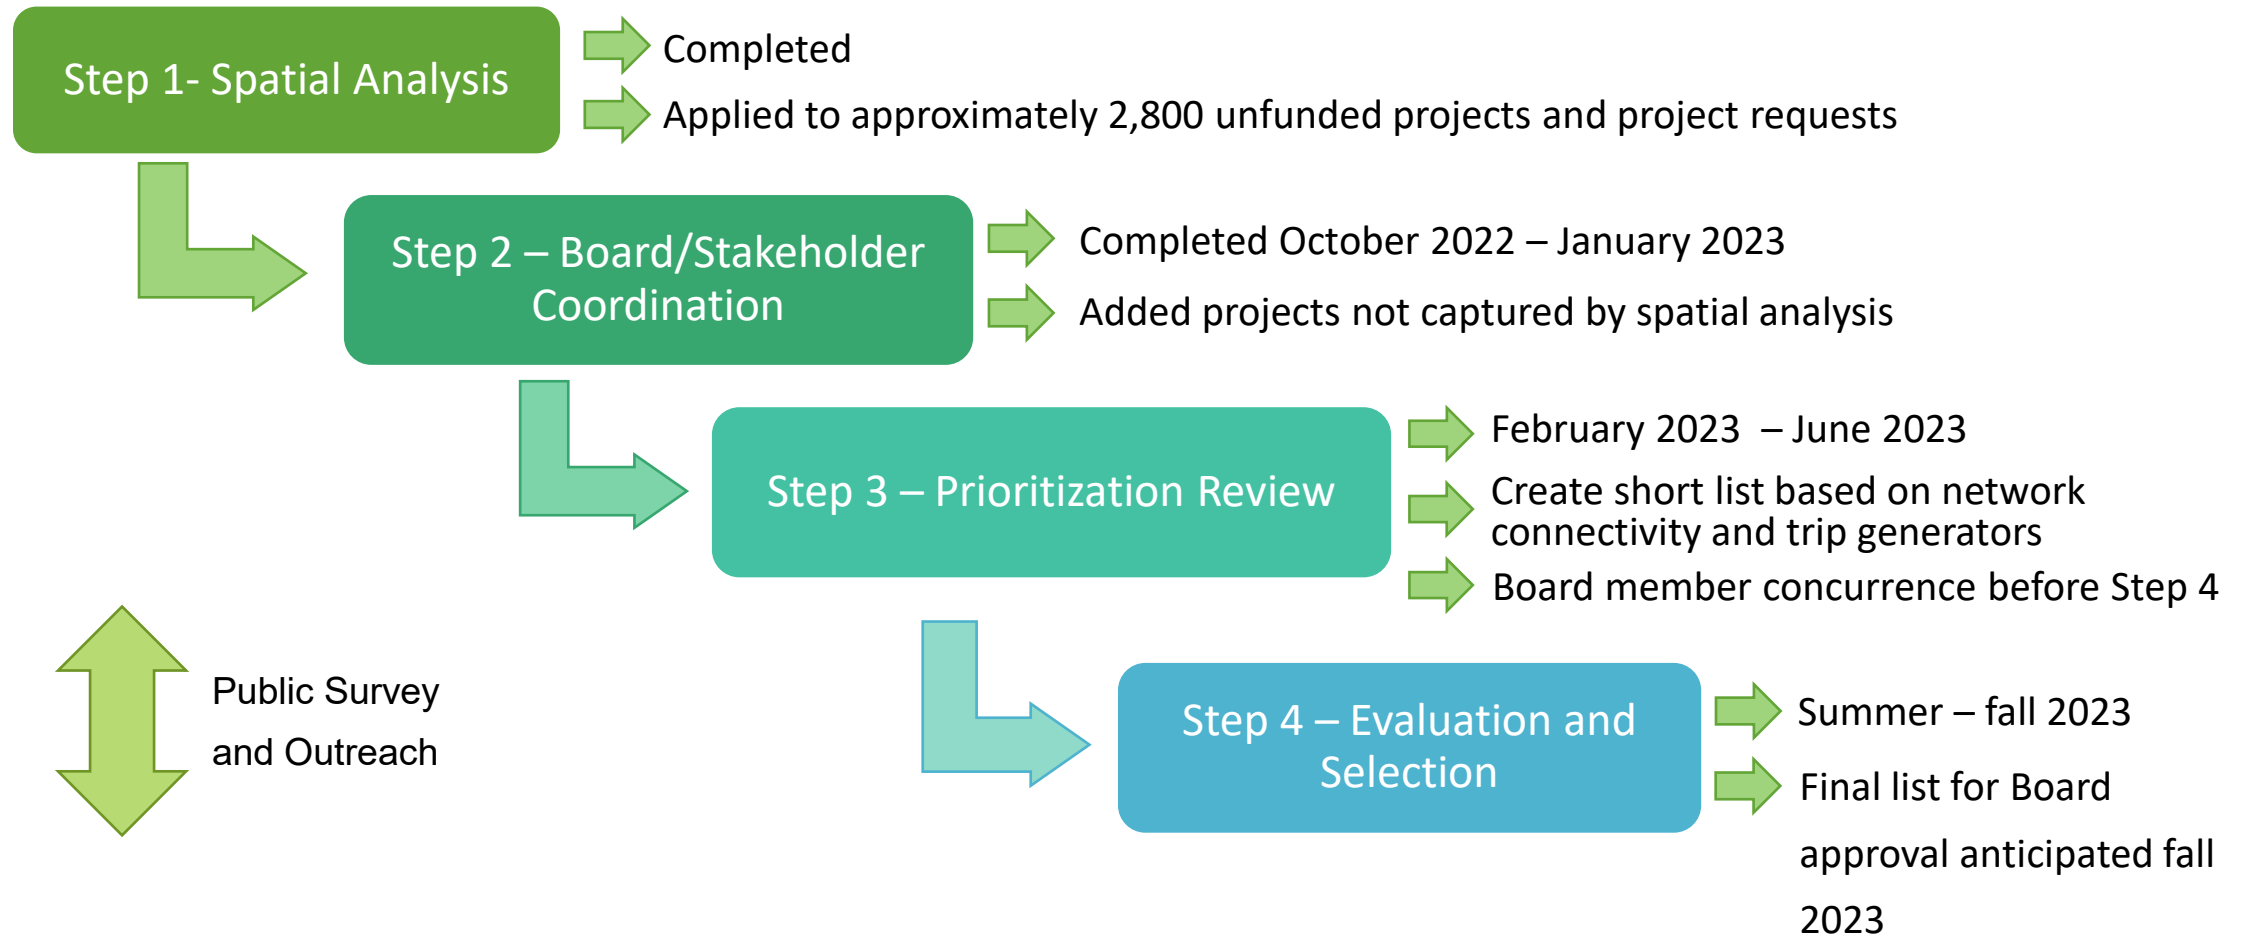 Step 1- Spatial Analysis
Completed
Applied to approximately 2,800 unfunded projects and project requests
Step 2 – Board/Stakeholder
Coordination
Completed October 2022 – January 2023
Added projects not captured by spatial analysis
Step 3 – Prioritization Review
February 2023  – June 2023
Create short list based on network
connectivity and trip generators
Board member concurrence before Step 4
Public Survey
and Outreach
Step 4 – Evaluation and
Selection
Summer – fall 2023
Final list for Board
approval anticipated fall
2023